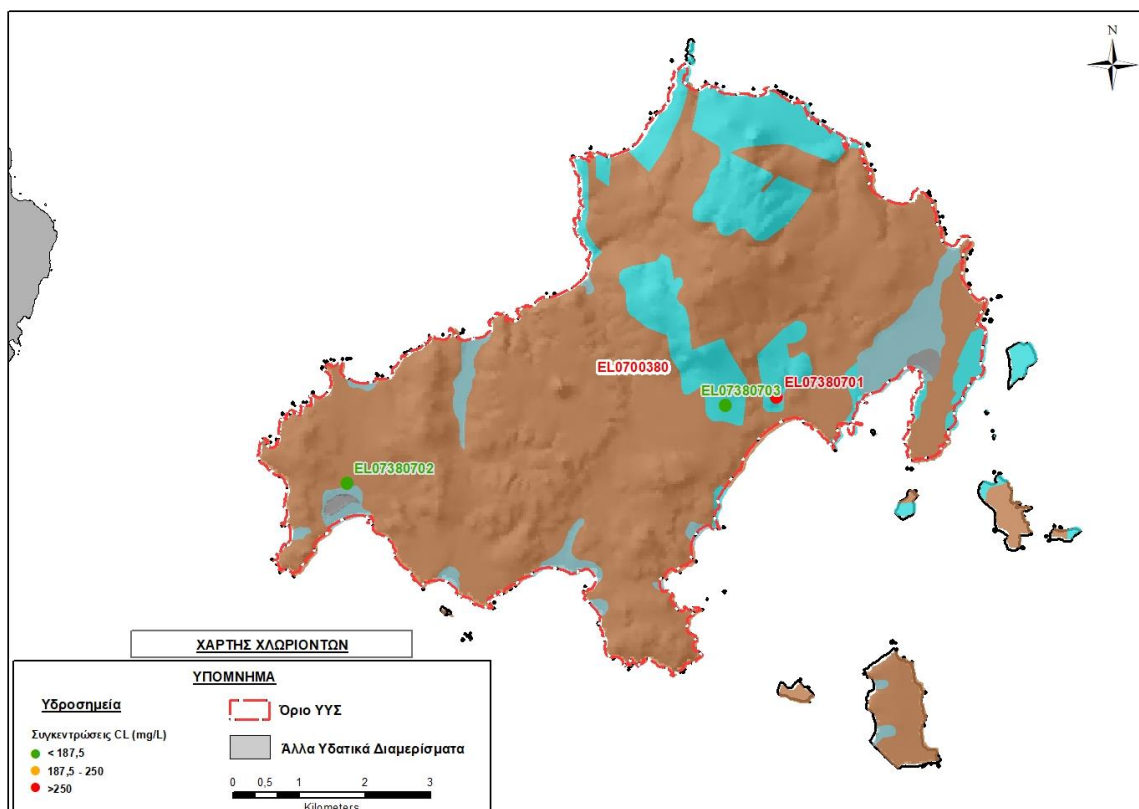 N
EL0700380
EL07380703
EL07380701
EL07380702
ΧΑΡΤΗΣ ΧΛΩΡΙΟΝΤΩΝ
ΥΠΟΜΝΗΜΑ
Υδροσημεία
Συγκεντρώσεις CL (mg/L)
< 187,5
187,5 - 250
>250
Όριο ΥΥΣ
Άλλα Υδατικά Διαμερίσματα
0 0,5 1 2 3
Kilometers